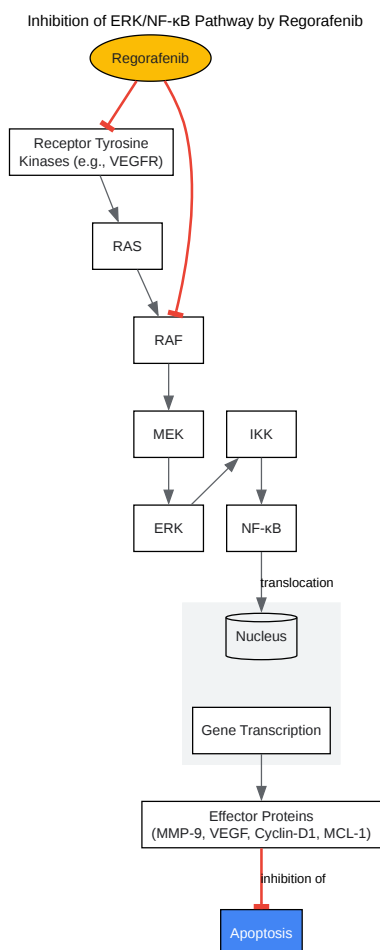 Inhibition of ERK/NF-κB Pathway by Regorafenib
Regorafenib
Receptor Tyrosine
Kinases (e.g., VEGFR)
RAS
RAF
MEK
IKK
ERK
NF-κB
translocation
Nucleus
Gene Transcription
Effector Proteins
(MMP-9, VEGF, Cyclin-D1, MCL-1)
inhibition of
Apoptosis